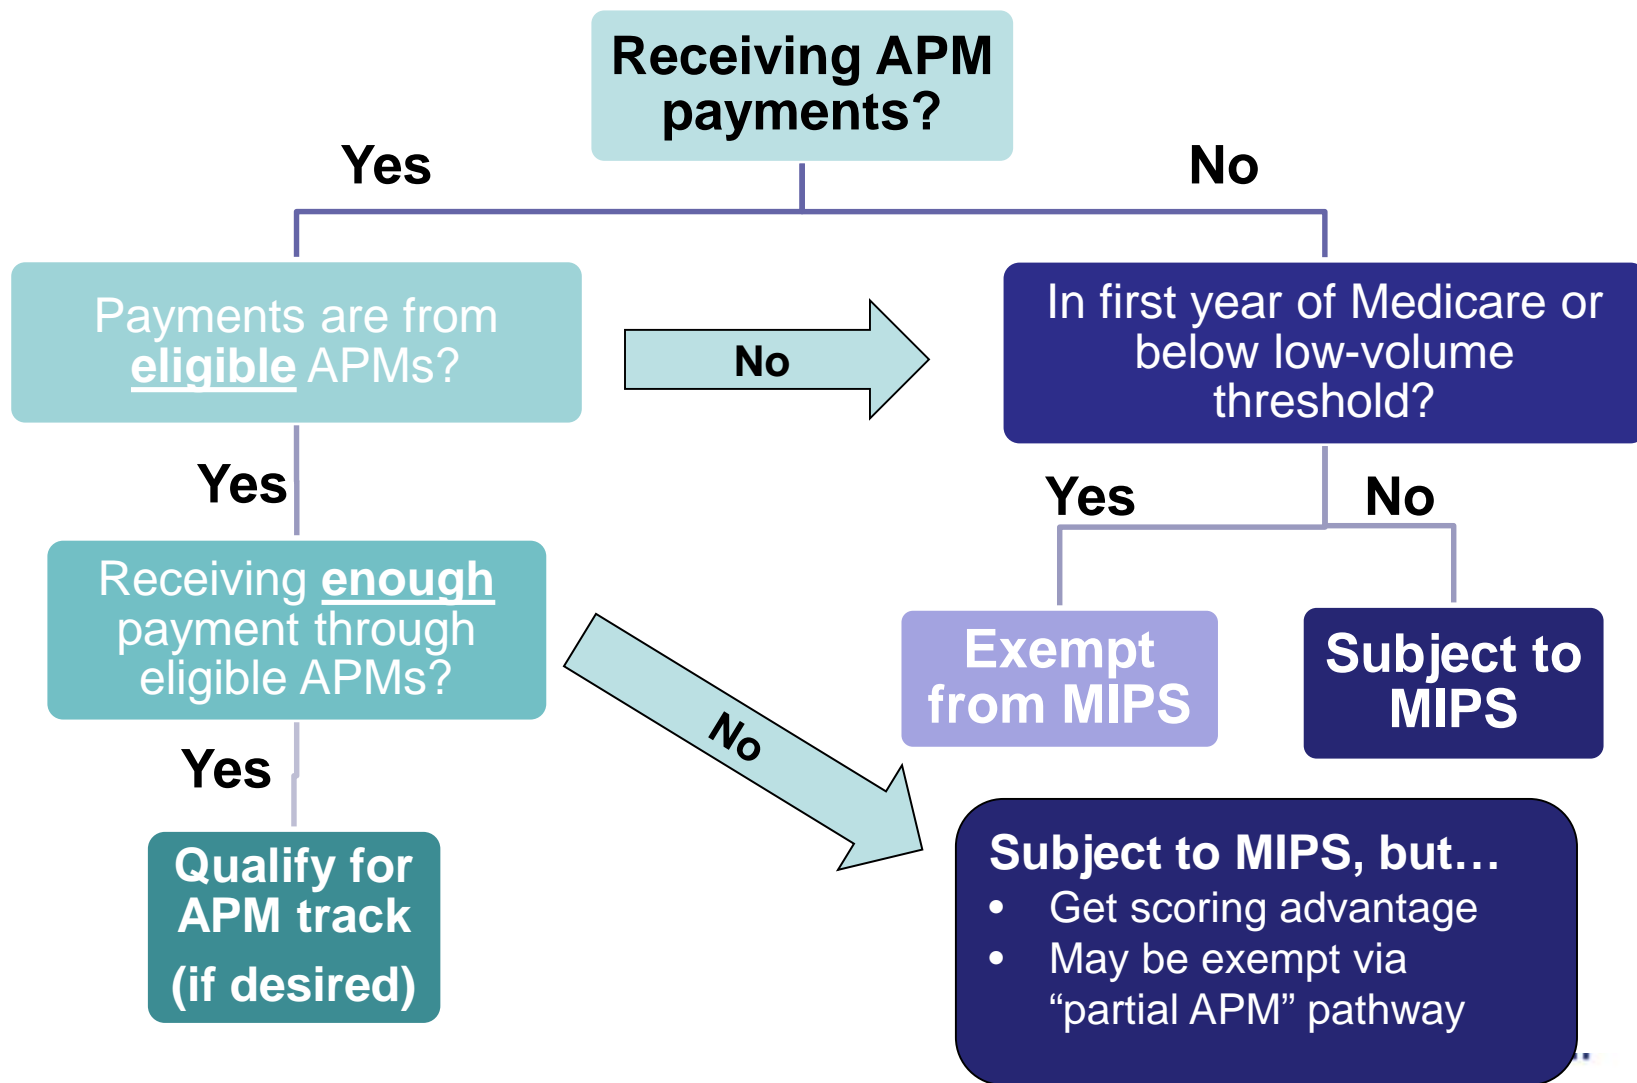 Receiving APM
payments?
Yes
No
Payments are from
eligible APMs?
No
In first year of Medicare or
below low-volume
threshold?
Yes
Yes
No
Receiving enough
payment through
eligible APMs?
Exempt
from MIPS
Subject to
MIPS
No
Yes
Qualify for
APM track
(if desired)
Subject to MIPS, but…
• Get scoring advantage
• May be exempt via
“partial APM” pathway